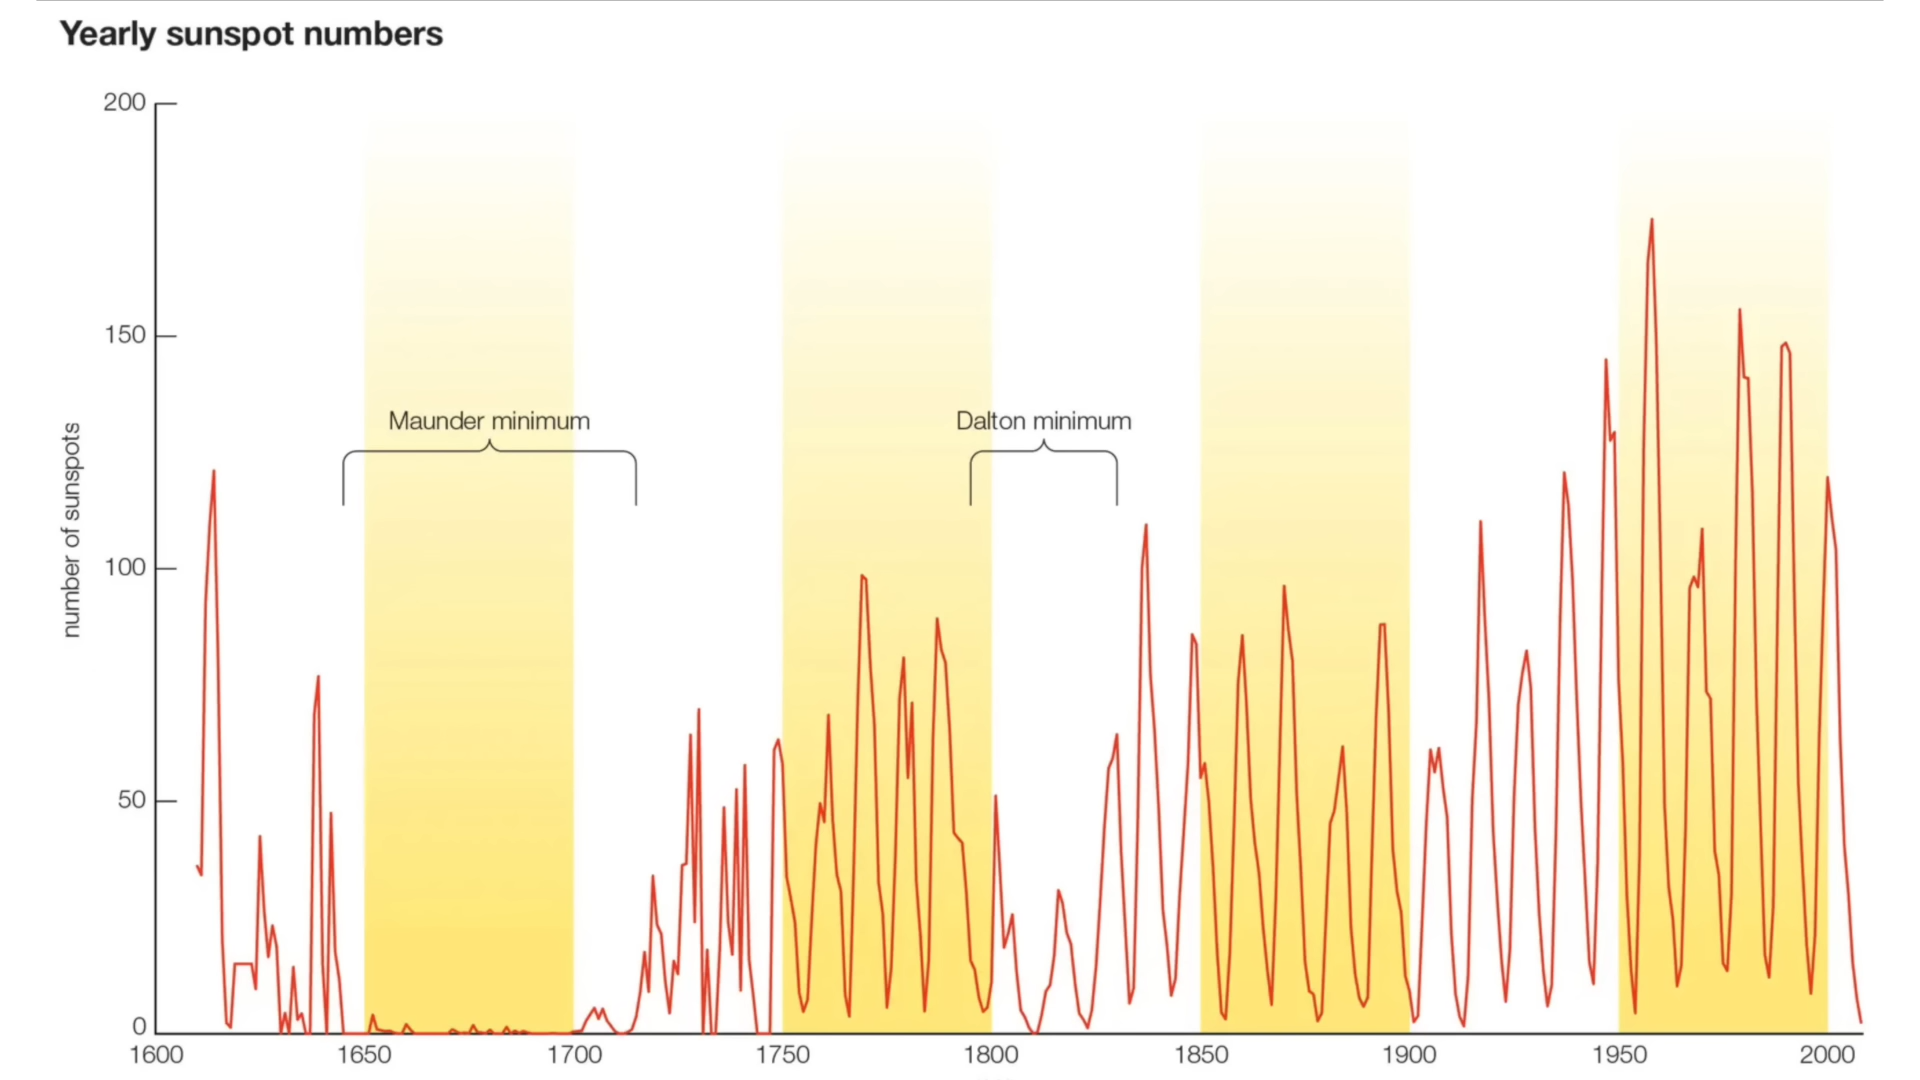 Yearly sunspot numbers
200
150
100
50
0
number of sunspots
Maunder minimum
Dalton minimum
1600 1650 1700 1750 1800 1850 1900 1950 2000